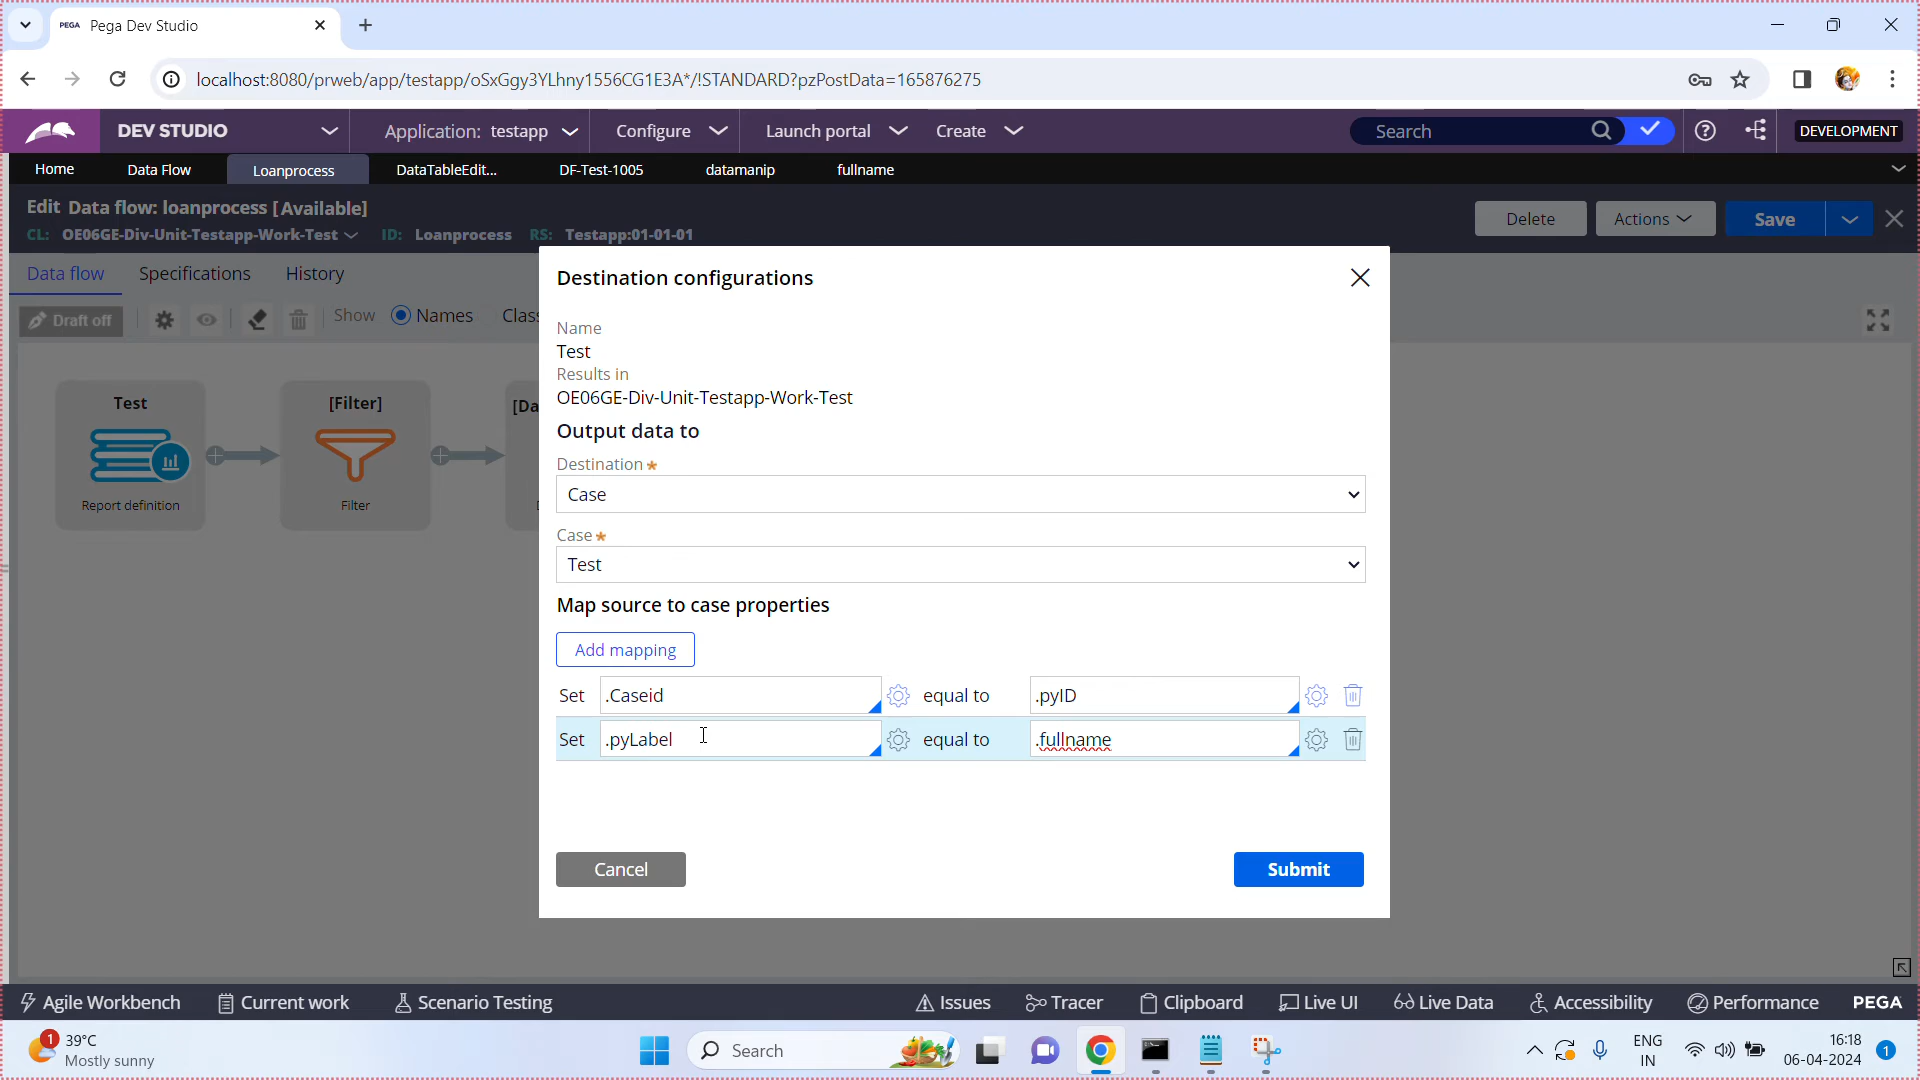 PEGA Pega Dev Studio
localhost:8080/prweb/app/testapp/oSxGgy3YLhny1556CG1E3A*/!STANDARD?pzPostData=165876275
DEV STUDIO Application: testapp Configure Launch portal Create Search DEVELOPMENT
Home Data Flow Loanprocess DataTableEdit... DF-Test-1005 datamanip fullname
Edit Data flow: loanprocess [Available]
CL: OE06GE-Div-Unit-Testapp-Work-Test ID: Loanprocess RS: Testapp:01-01-01
Delete Actions Save
Data flow Specifications History
Draft off Show Names Class
Test
Report definition
[Filter]
Filter
[Da
D
Destination configurations
Name
Test
Results in
OE06GE-Div-Unit-Testapp-Work-Test
Output data to
Destination*
Case
Case*
Test
Map source to case properties
Add mapping
Set .Caseid equal to .pyID
Set .pyLabel equal to .fullname
Cancel Submit
Agile Workbench Current work Scenario Testing Issues Tracer Clipboard Live UI Live Data Accessibility Performance PEGA
1 39°C
Mostly sunny
Search
ENG
IN
16:18
06-04-2024
1